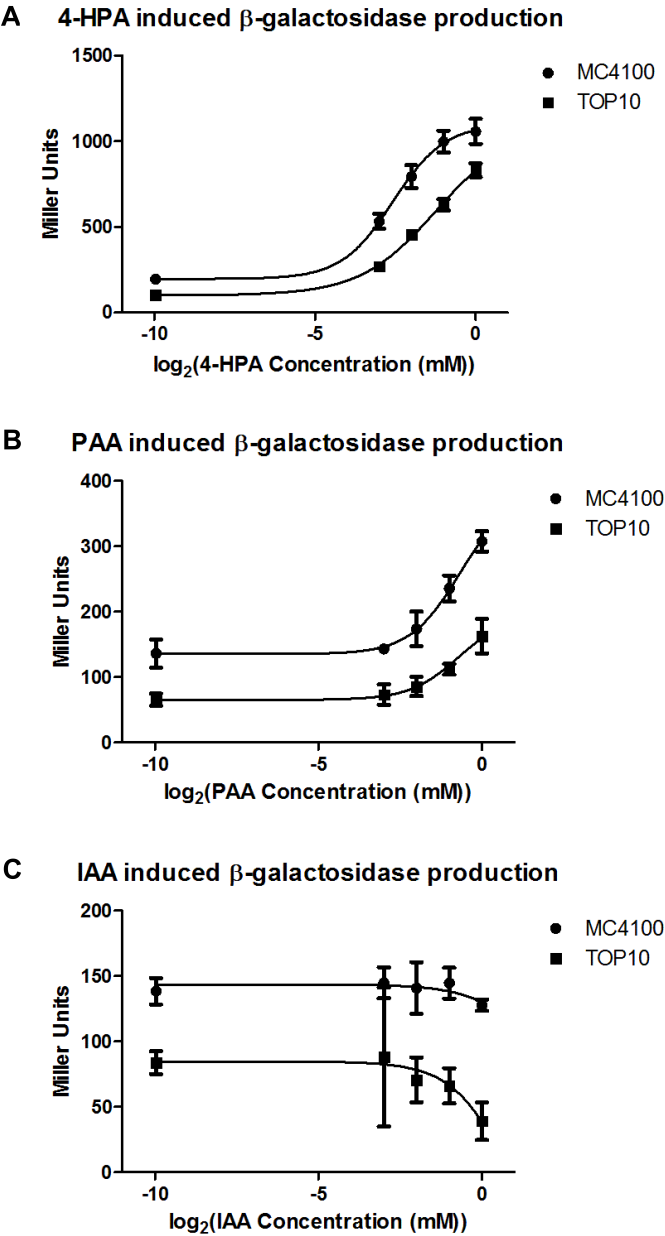 A 4-HPA induced β-galactosidase production
1500
1000
500
0
Miller Units
MC4100
TOP10
-10 -5 0
log2(4-HPA Concentration (mM))
B PAA induced β-galactosidase production
400
300
200
100
0
Miller Units
MC4100
TOP10
-10 -5 0
log2(PAA Concentration (mM))
C IAA induced β-galactosidase production
200
150
100
50
0
Miller Units
MC4100
TOP10
-10 -5 0
log2(IAA Concentration (mM))